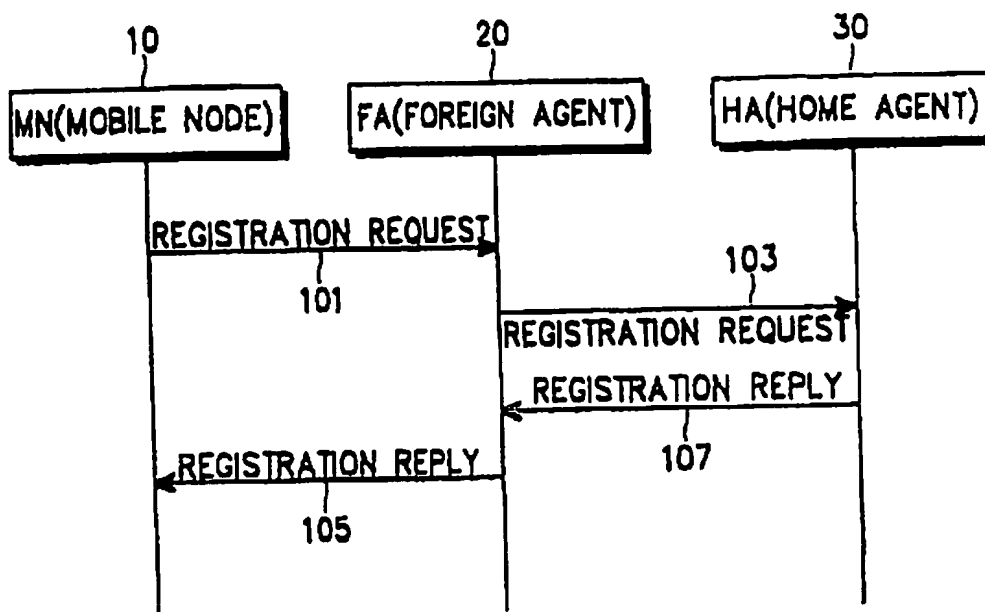 10
20
30
MN(MOBILE NODE)
FA(FOREIGN AGENT)
HA(HOME AGENT)
REGISTRATION REQUEST
101
103
REGISTRATION REQUEST
REGISTRATION REPLY
107
REGISTRATION REPLY
105